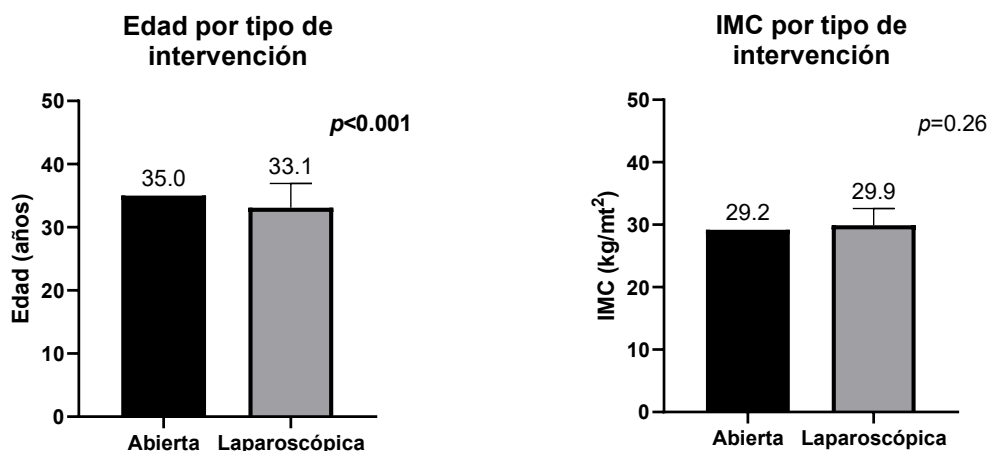 Edad por tipo de
intervención
50
40
30
20
10
0
Edad (años)
p<0.001
35.0
33.1
Abierta
Laparoscópica
IMC por tipo de
intervención
50
40
30
20
10
0
IMC (kg/mt²)
p=0.26
29.2
29.9
Abierta
Laparoscópica